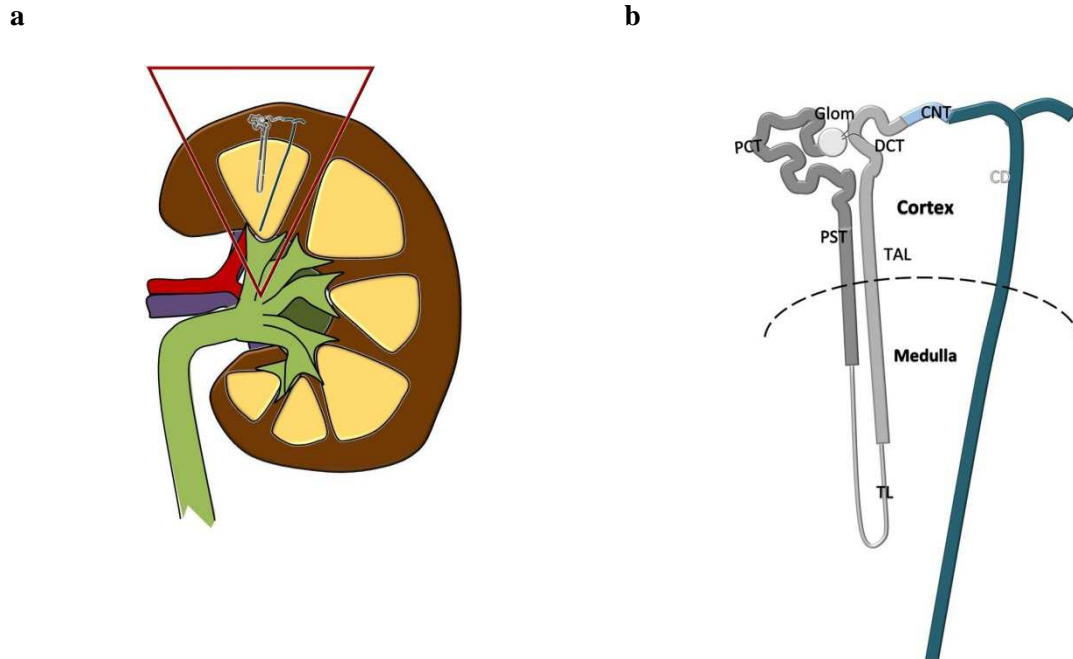 a
b
Glom
CNT
PCT
DCT
CD
Cortex
PST
TAL
Medulla
TL